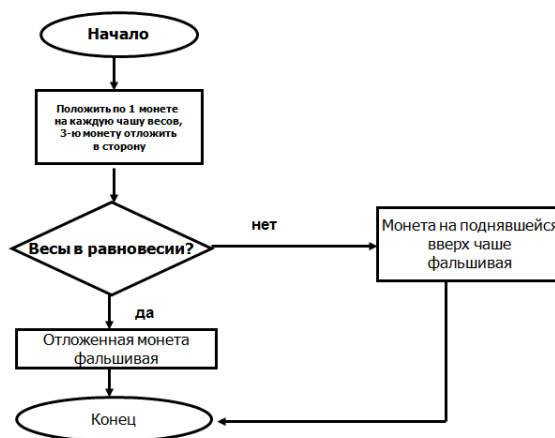 Начало
Положить по 1 монете
на каждую чашу весов,
3-ю монету отложить
в сторону
Весы в равновесии?
нет
Монета на поднявшейся
вверх чаше
фальшивая
да
Отложенная монета
фальшивая
Конец